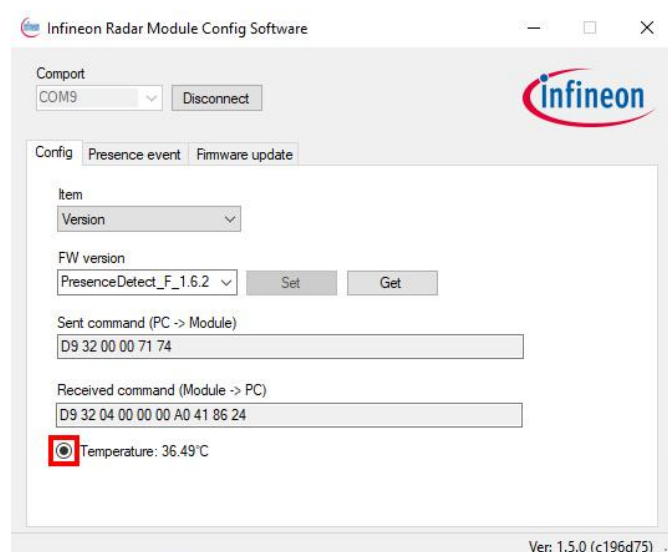 Infineon Radar Module Config Software
Comport
COM9
Disconnect
infineon
Config
Presence event
Firmware update
Item
Version
FW version
PresenceDetect_F_1.6.2
Set
Get
Sent command (PC -> Module)
D9 32 00 00 71 74
Received command (Module -> PC)
D9 32 04 00 00 00 A0 41 86 24
Temperature: 36.49°C
Ver: 1.5.0 (c196d75)